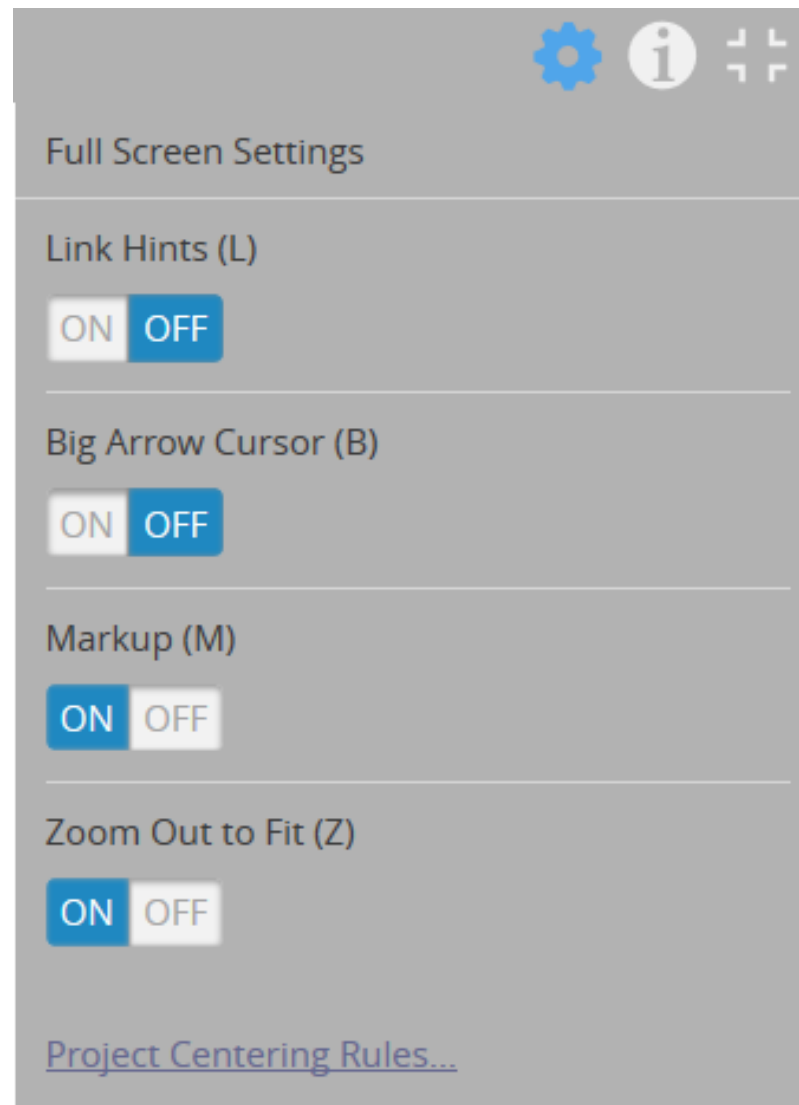 Full Screen Settings
Link Hints (L)
ON OFF
Big Arrow Cursor (B)
ON OFF
Markup (M)
ON OFF
Zoom Out to Fit (Z)
ON OFF
Project Centering Rules...